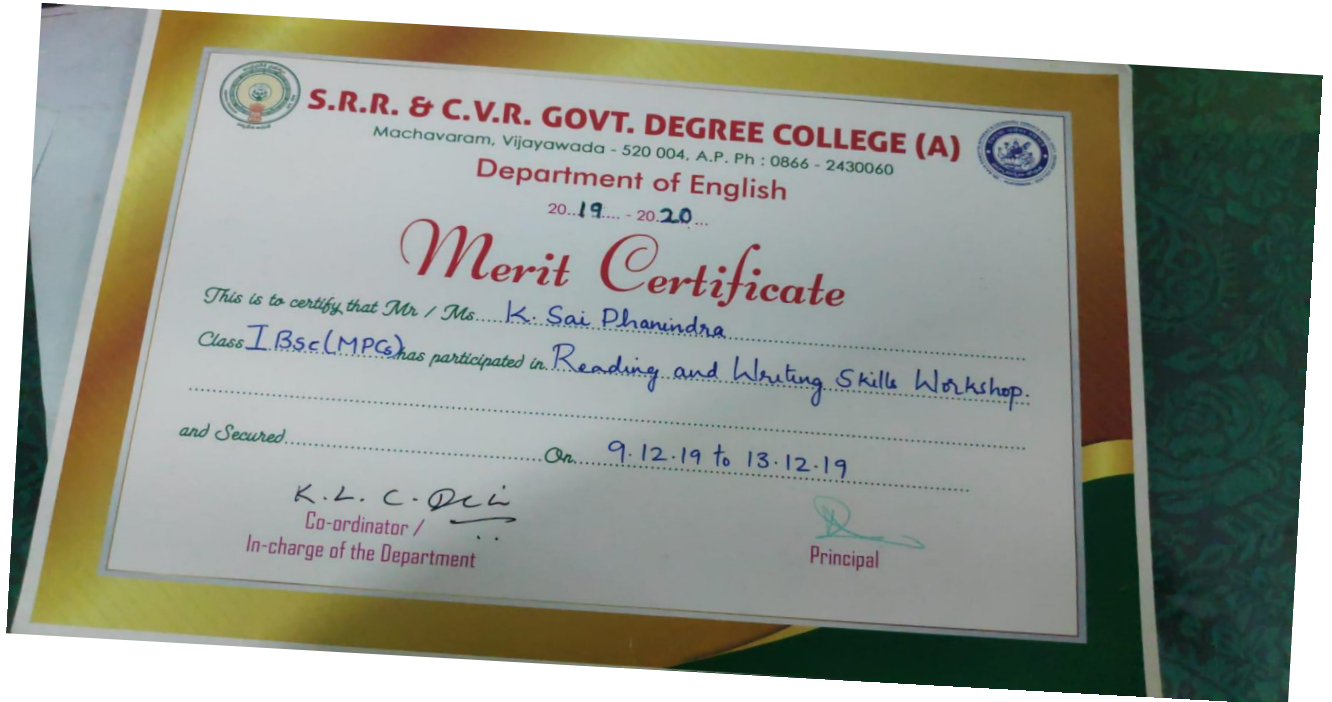 S.R.R. & C.V.R. GOVT. DEGREE COLLEGE (A)
Machavaram, Vijayawada - 520 004, A.P. Ph : 0866 - 2430060
Department of English
20..19.... - 20.20...
Merit Certificate
This is to certify that Mr / Ms....K. Sai Phanindra
Class I Bsc (MPCs) has participated in Reading and Writing Skills Workshop.
and Secured.......... On.... 9.12.19 to 13.12.19
K. L. C. Devi
Co-ordinator /
In-charge of the Department
Principal